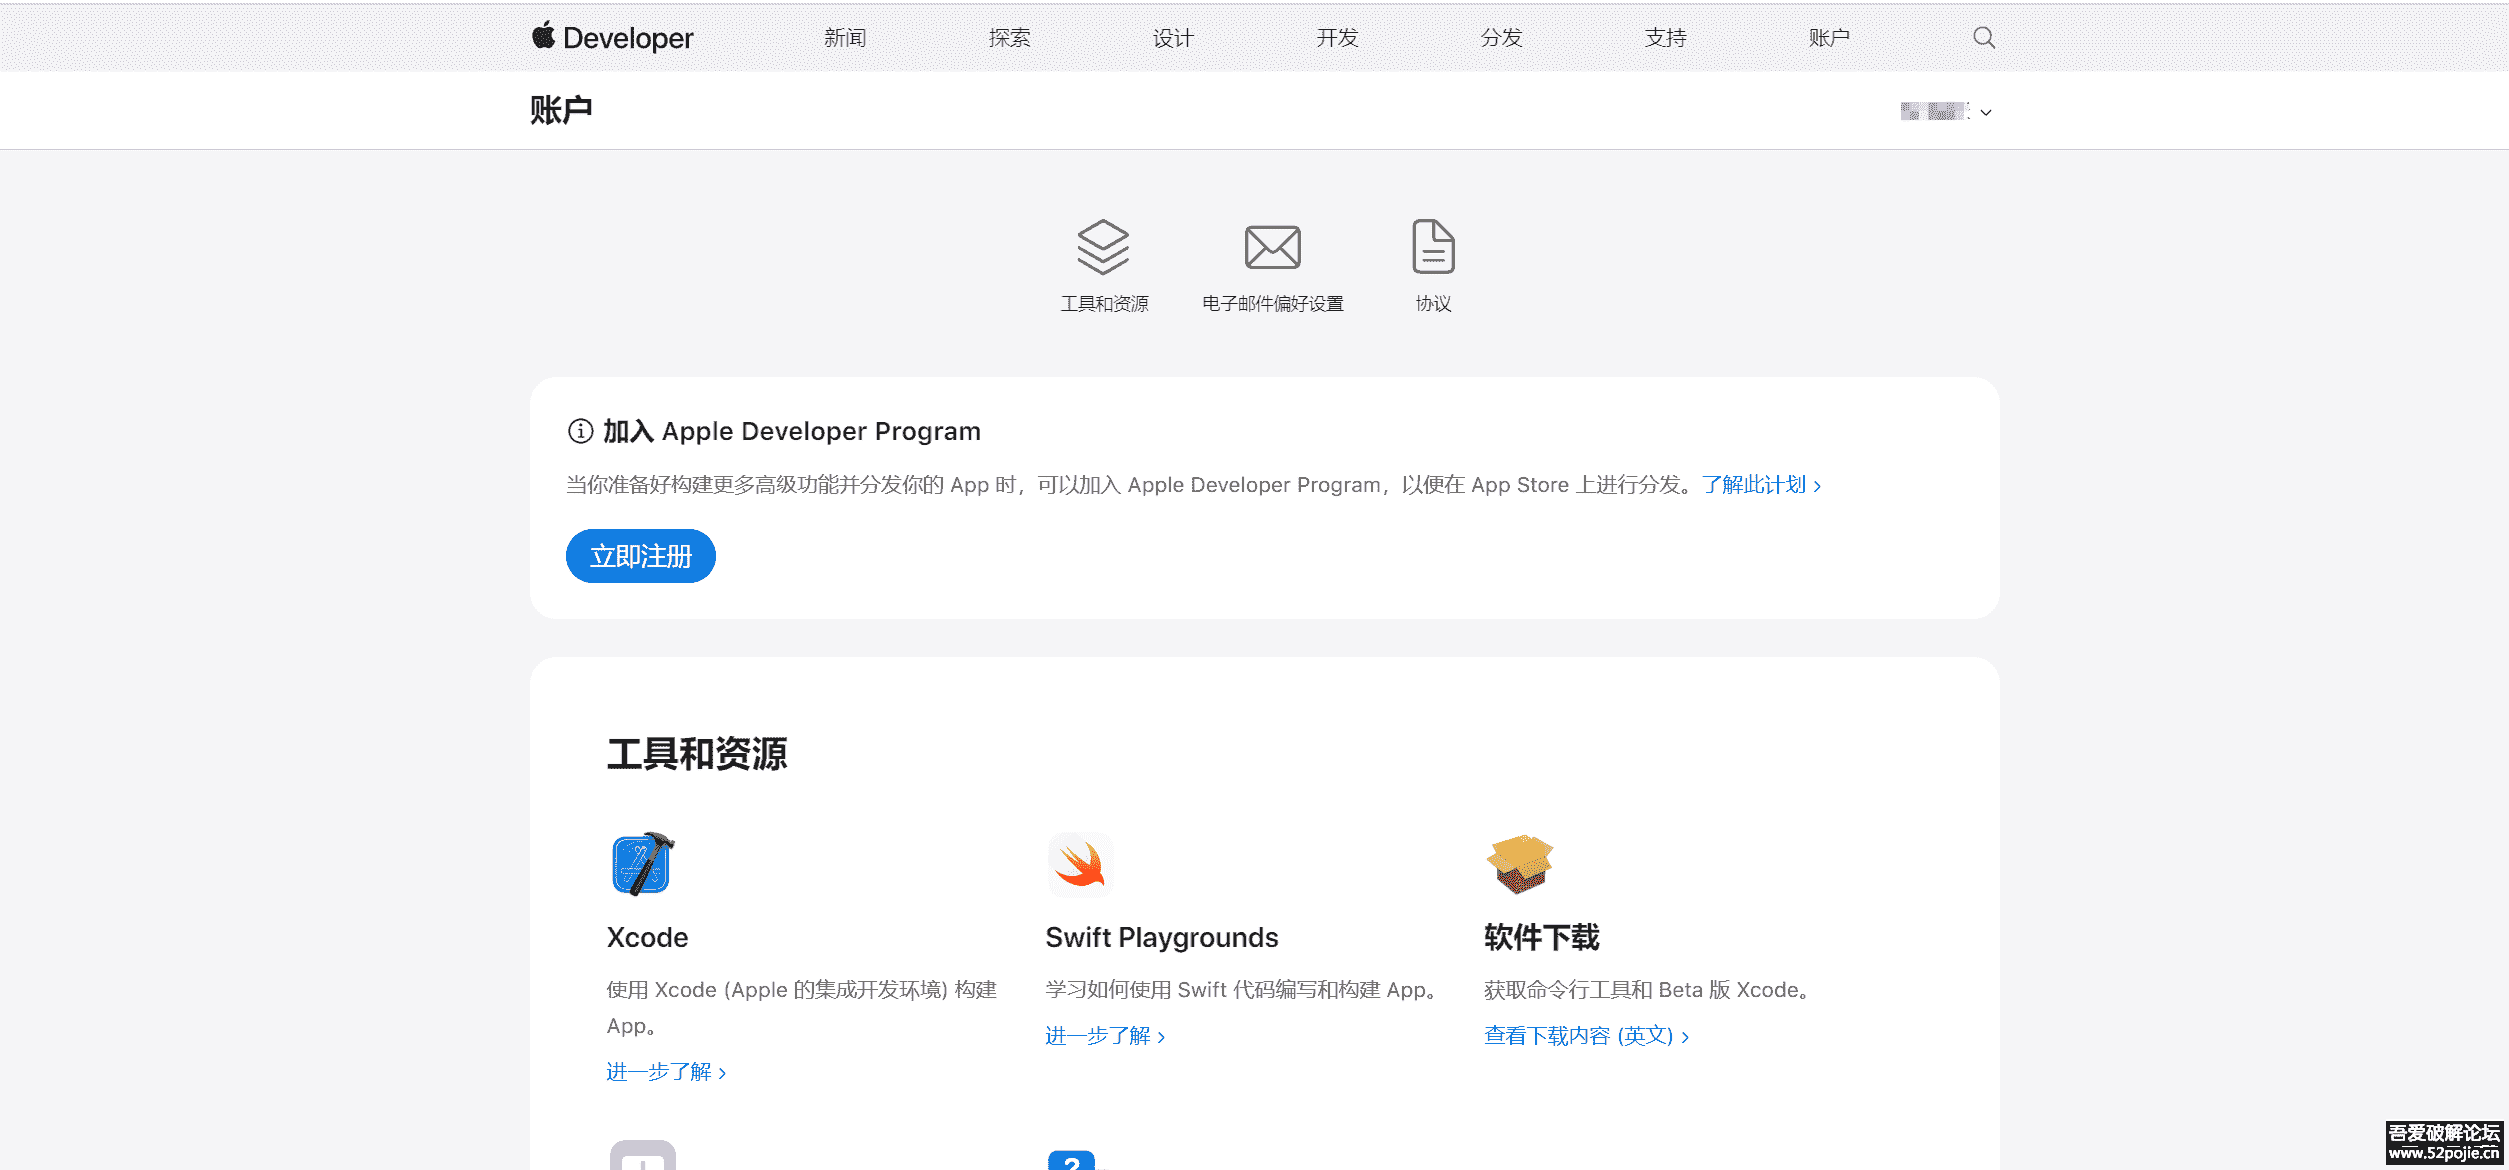 Developer 新闻 探索 设计 开发 分发 支持 账户
账户
工具和资源 电子邮件偏好设置 协议
加入 Apple Developer Program
当你准备好构建更多高级功能并分发你的 App 时，可以加入 Apple Developer Program，以便在 App Store 上进行分发。了解此计划 ›
立即注册
工具和资源
Xcode
使用 Xcode (Apple 的集成开发环境) 构建
App。
进一步了解 ›
Swift Playgrounds
学习如何使用 Swift 代码编写和构建 App。
进一步了解 ›
软件下载
获取命令行工具和 Beta 版 Xcode。
查看下载内容 (英文) ›
吾爱破解论坛
www.52pojie.cn